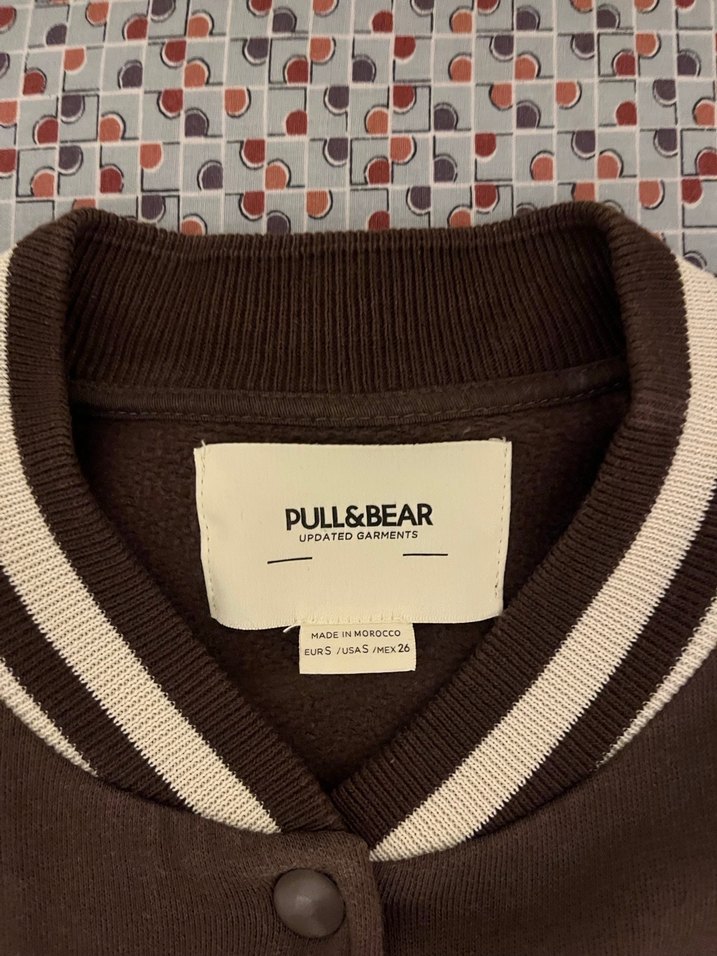 PULL&BEAR
UPDATED GARMENTS
MADE IN MOROCCO
EUR S / USA S / MEX 26